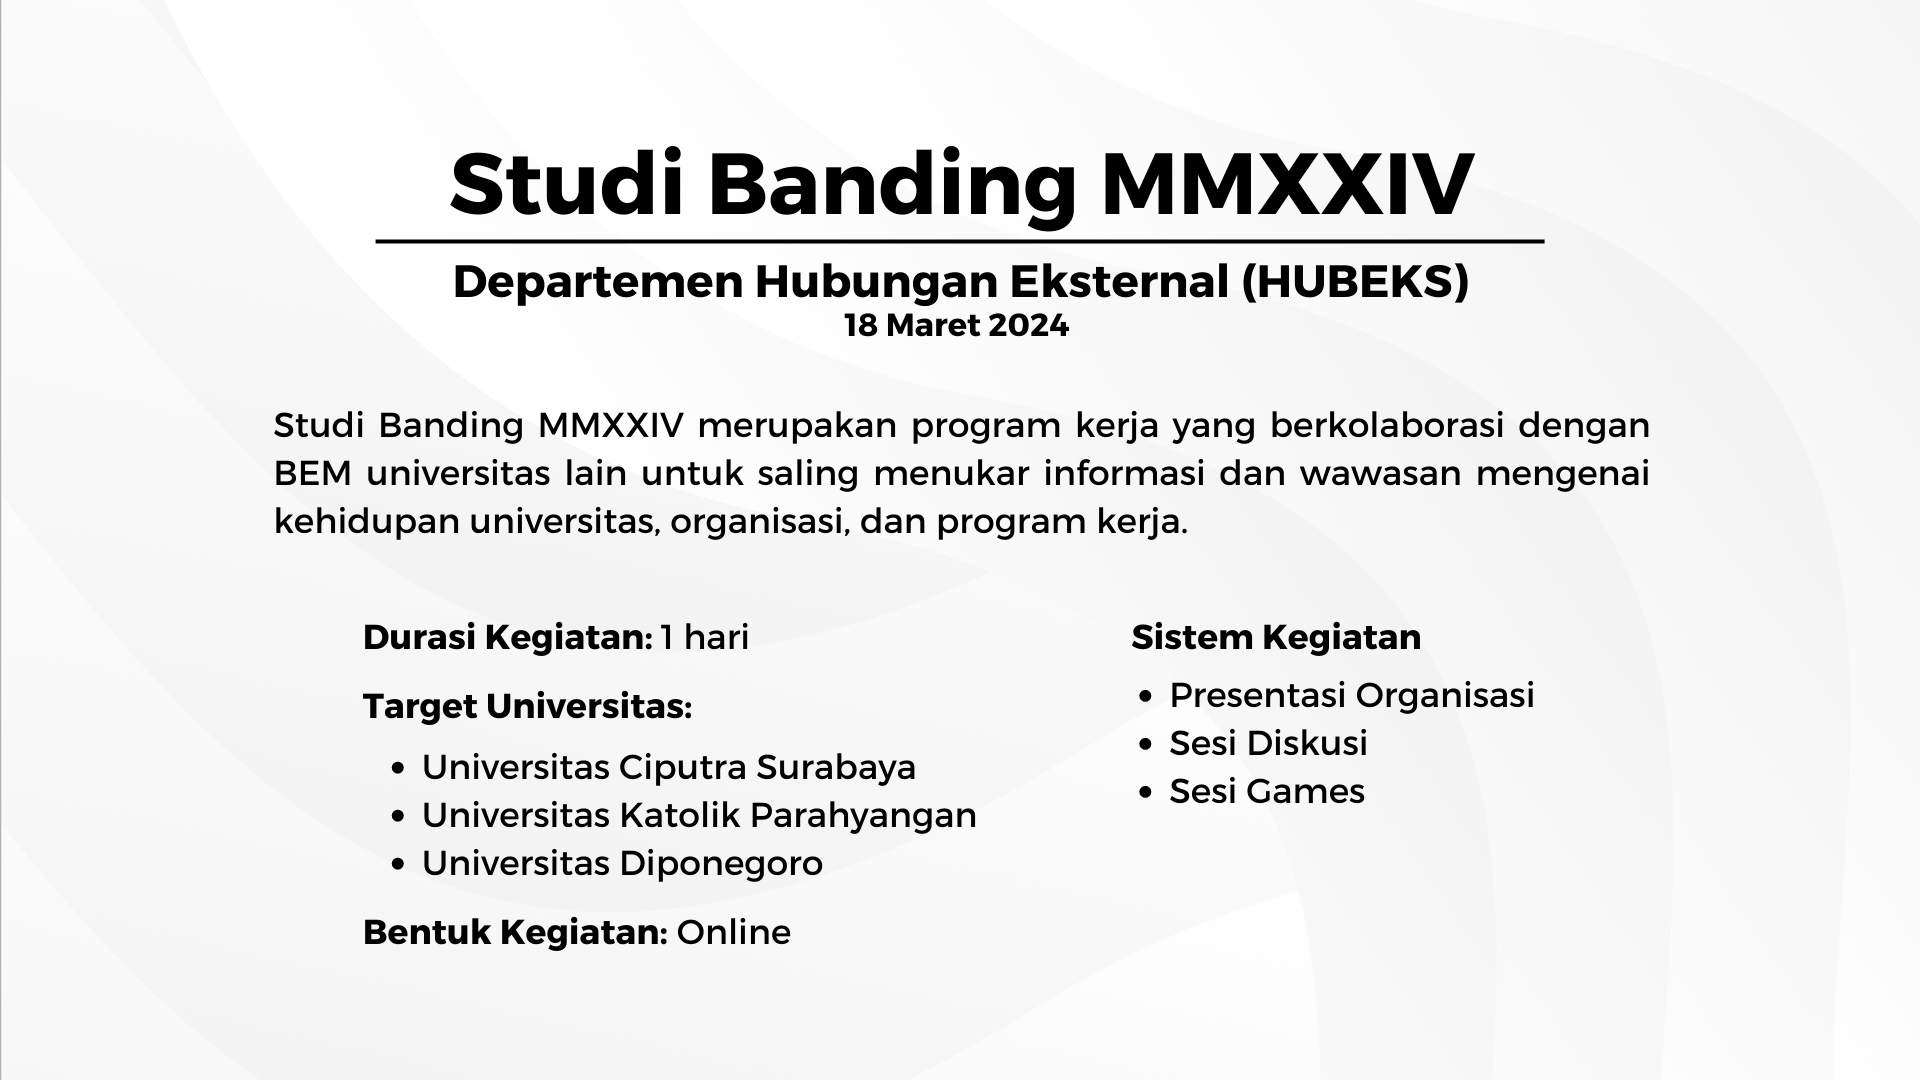 Studi Banding MMXXIV
Departemen Hubungan Eksternal (HUBEKS)
18 Maret 2024
Studi Banding MMXXIV merupakan program kerja yang berkolaborasi dengan
BEM universitas lain untuk saling menukar informasi dan wawasan mengenai
kehidupan universitas, organisasi, dan program kerja.
Durasi Kegiatan: 1 hari
Target Universitas:
• Universitas Ciputra Surabaya
• Universitas Katolik Parahyangan
• Universitas Diponegoro
Bentuk Kegiatan: Online
Sistem Kegiatan
• Presentasi Organisasi
• Sesi Diskusi
• Sesi Games